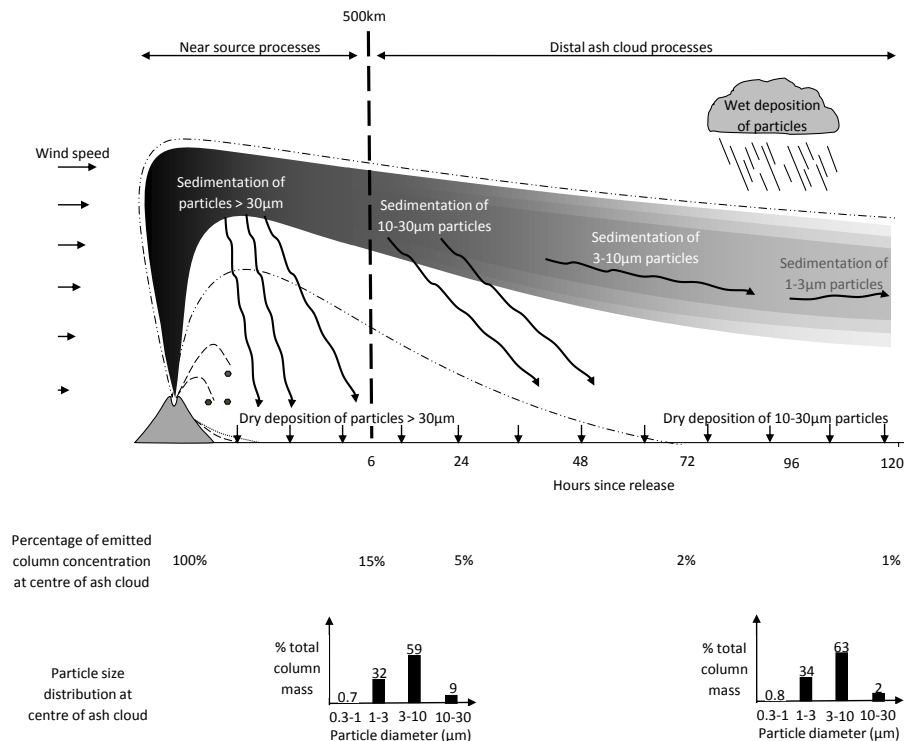 500km
Near source processes
Distal ash cloud processes
Wet deposition
of particles
Wind speed
Sedimentation of
particles > 30µm
Sedimentation of
10-30µm particles
Sedimentation of
3-10µm particles
Sedimentation of
1-3µm particles
Dry deposition of particles > 30µm
Dry deposition of 10-30µm particles
6 24 48 72 96 120
Hours since release
Percentage of emitted
column concentration
at centre of ash cloud
100% 15% 5% 2% 1%
Particle size
distribution at
centre of ash cloud
% total
column
mass
0.7 32 59 9
0.3-1 1-3 3-10 10-30
Particle diameter (µm)
% total
column
mass
0.8 34 63 2
0.3-1 1-3 3-10 10-30
Particle diameter (µm)